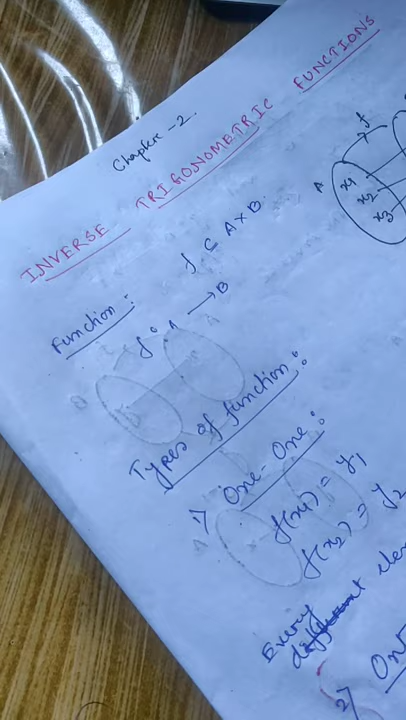 Chapter - 2.
INVERSE TRIGONOMETRIC FUNCTIONS
Function:
f ⊆ A×B.
f: A → B
f
A
x1
x2
x3
Types of function:
1) One-One:
f(x1) = y1
f(x2) = y2
Every
2)